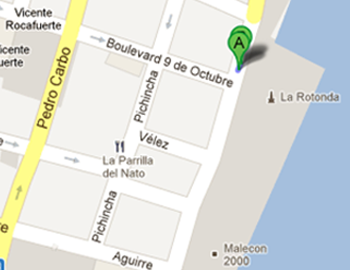 Vicente
Rocafuerte
Vicente
uerte
Boulevard 9 de Octubre
A
Pedro Carbo
Pichincha
La Rotonda
Vélez
La Parrilla
del Nato
Pichincha
Malecon
2000
Aguirre